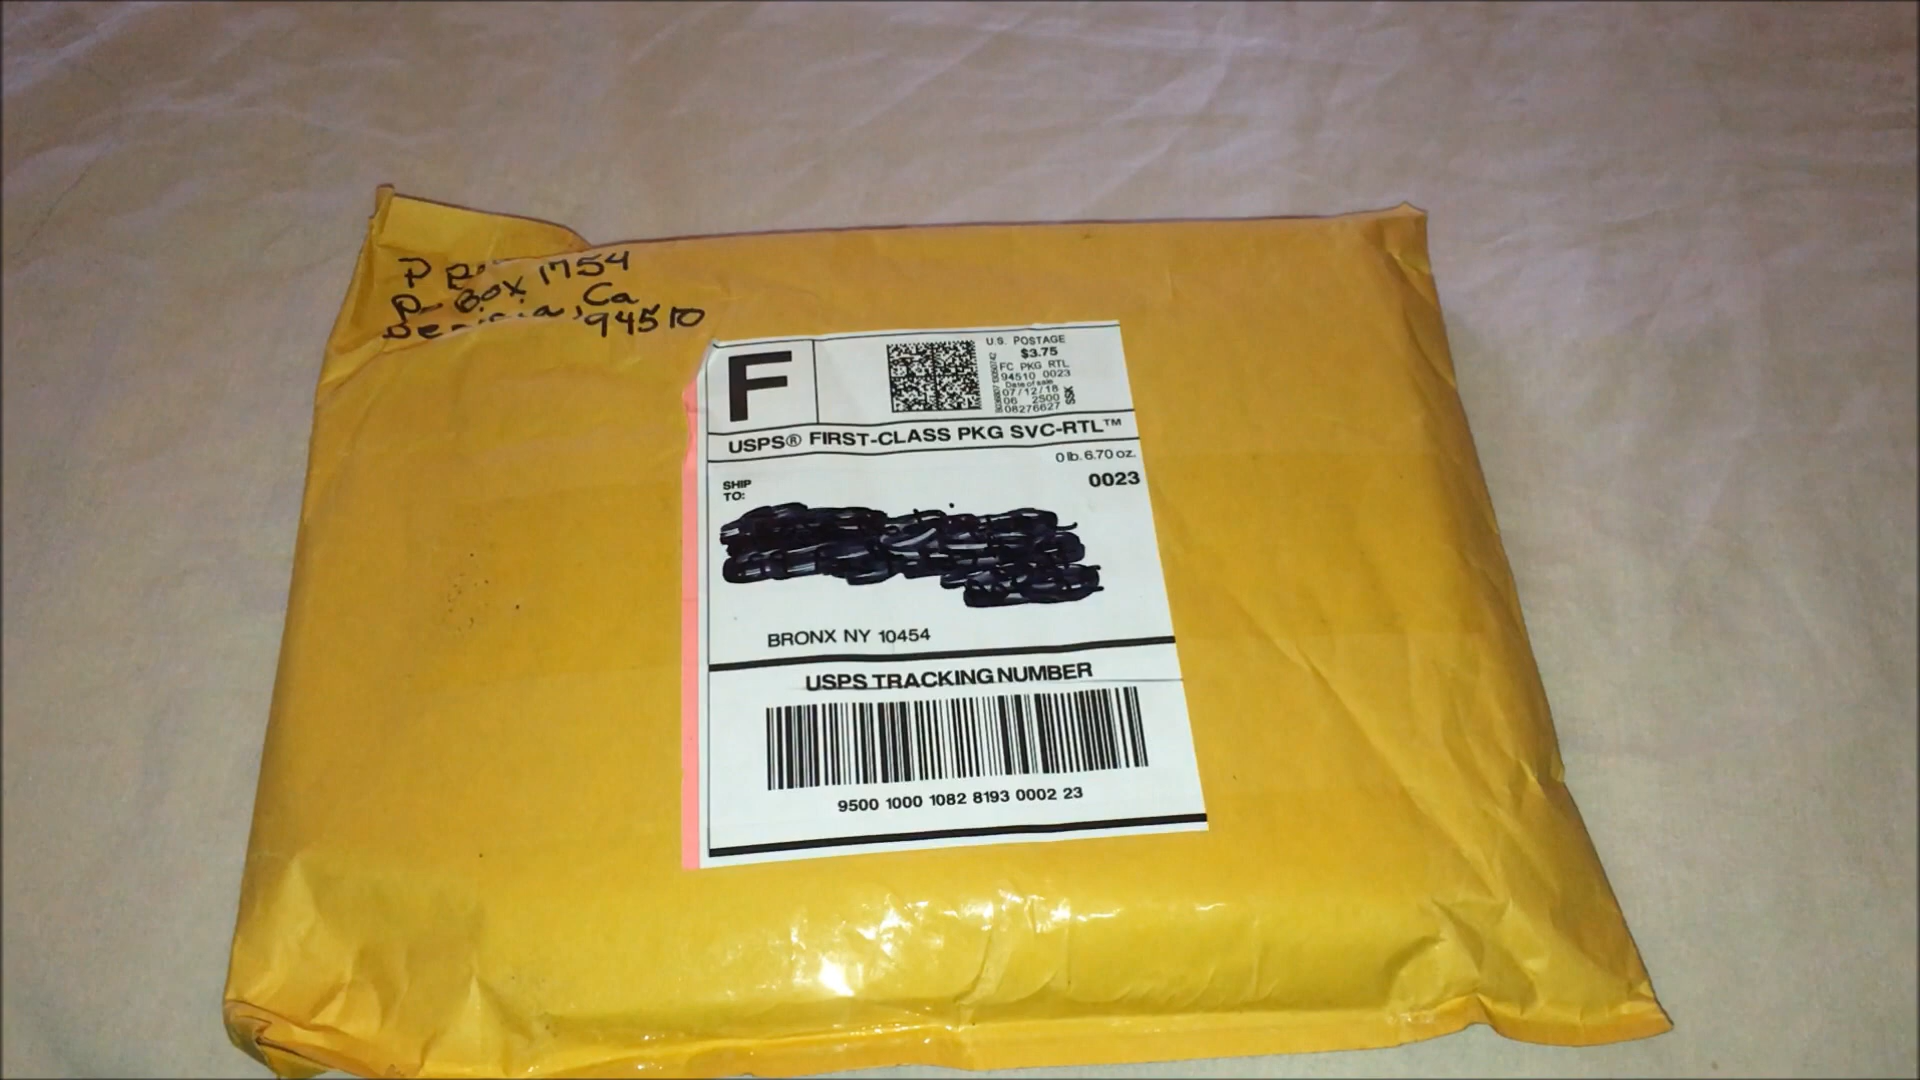 P
Box 1754
Ca
94510
F
U.S. POSTAGE
$3.75
FC PKG RTL
94510 0023
Date of sale
07/12/18
06 2500
08276627
SSK
USPS® FIRST-CLASS PKG SVC-RTL™
0 lb. 6.70 oz.
0023
SHIP
TO:
BRONX NY 10454
USPS TRACKING NUMBER
9500 1000 1082 8193 0002 23